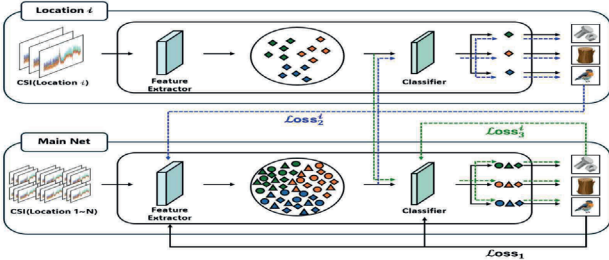 Location i
CSI(Location i)
Feature
Extractor
Classifier
ℒoss₂ⁱ
ℒoss₃ⁱ
Main Net
CSI(Location 1~N)
Feature
Extractor
Classifier
ℒoss₁